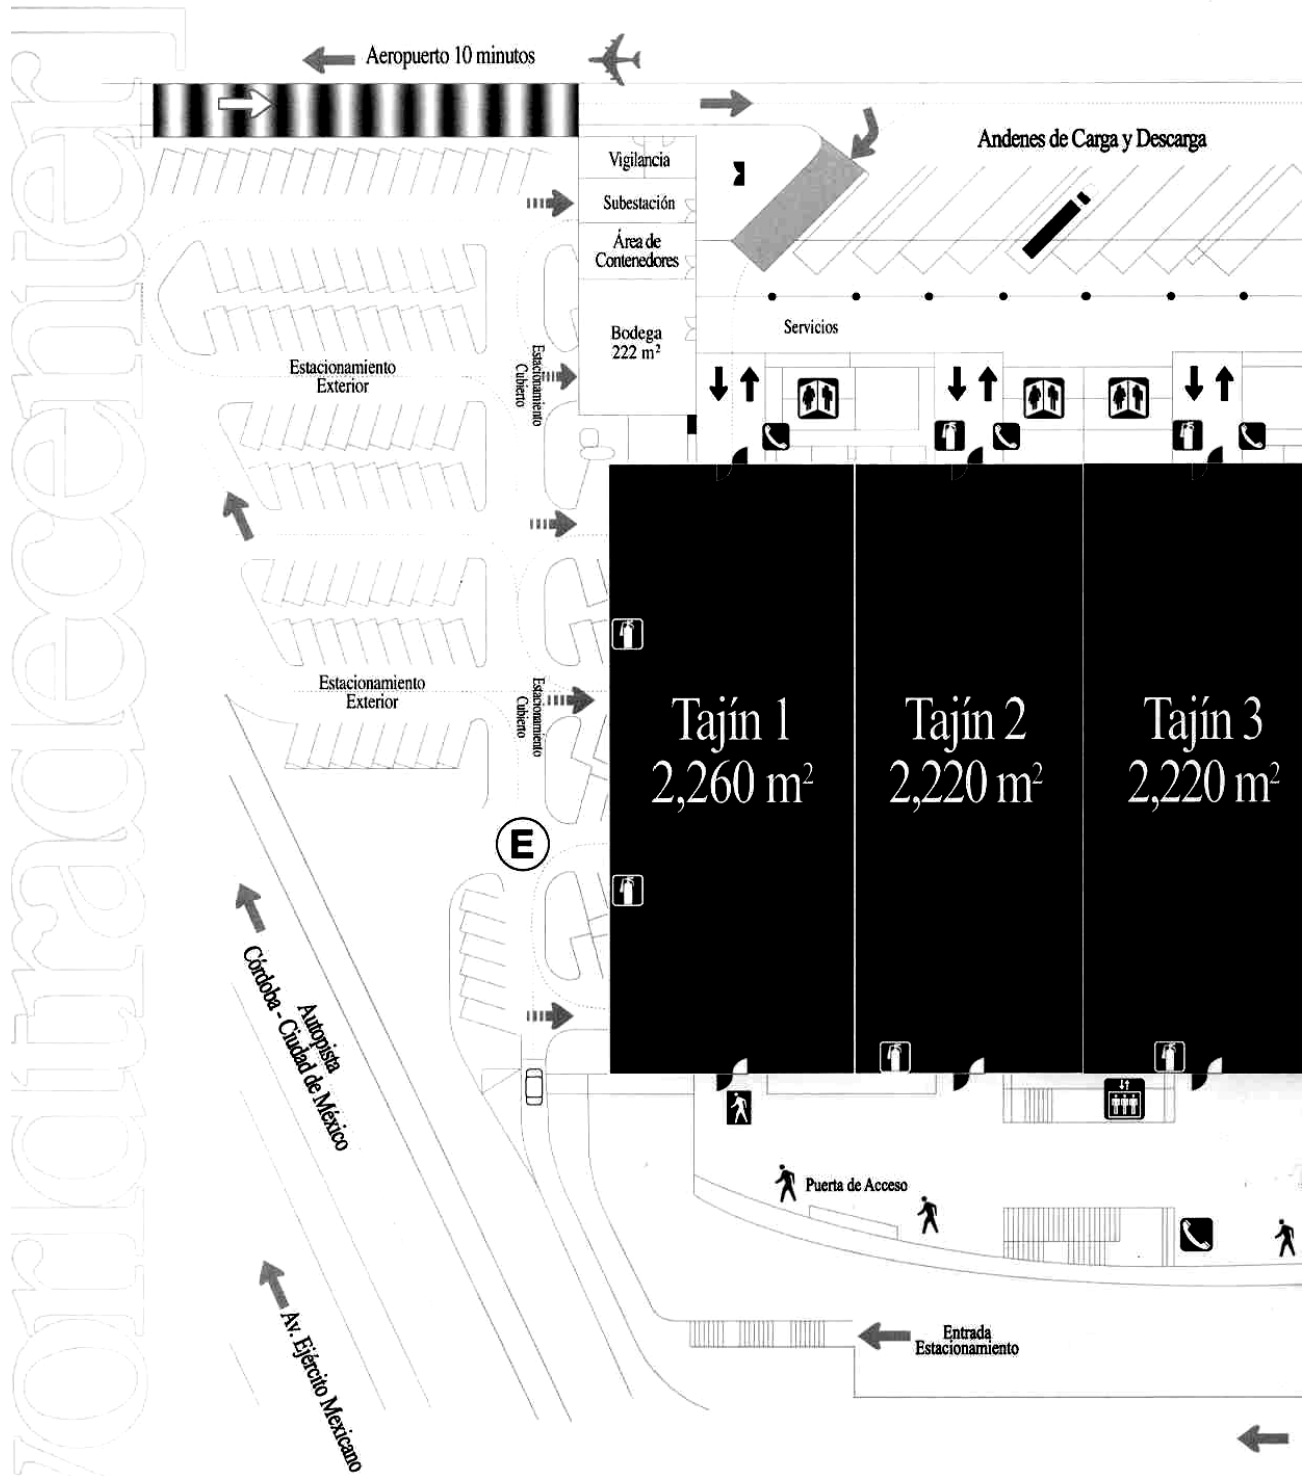 Aeropuerto 10 minutos
Andenes de Carga y Descarga
Vigilancia
Subestación
Área de
Contenedores
Bodega
222 m²
Servicios
Estacionamiento
Exterior
Estacionamiento
Cubierto
Estacionamiento
Exterior
Estacionamiento
Cubierto
Tajín 1
2,260 m²
Tajín 2
2,220 m²
Tajín 3
2,220 m²
E
Autopista
Córdoba - Ciudad de México
Av. Ejército Mexicano
Puerta de Acceso
Entrada
Estacionamiento
worldtradecenter